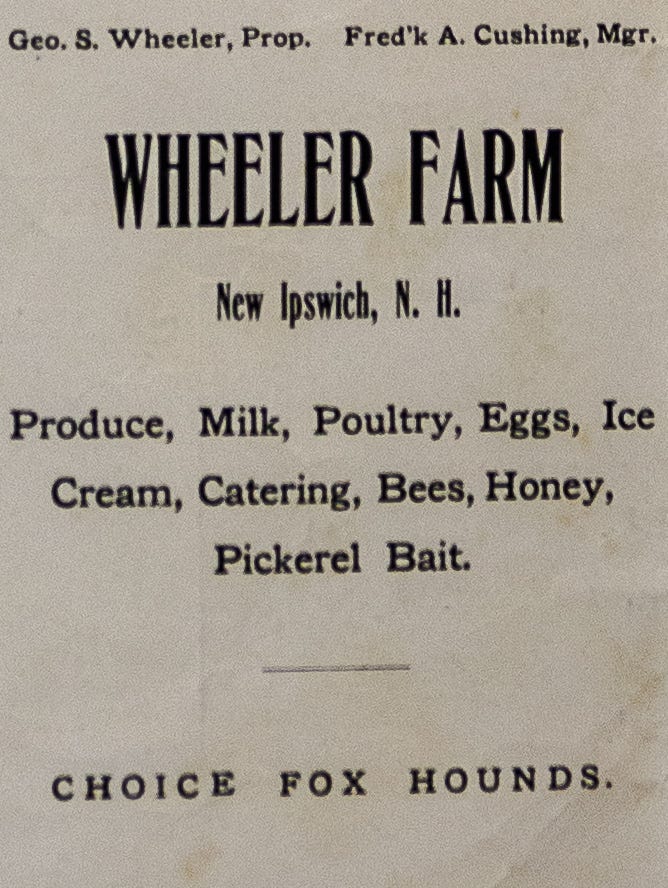 Geo. S. Wheeler, Prop. Fred'k A. Cushing, Mgr.
WHEELER FARM
New Ipswich, N. H.
Produce, Milk, Poultry, Eggs, Ice
Cream, Catering, Bees, Honey,
Pickerel Bait.
CHOICE FOX HOUNDS.